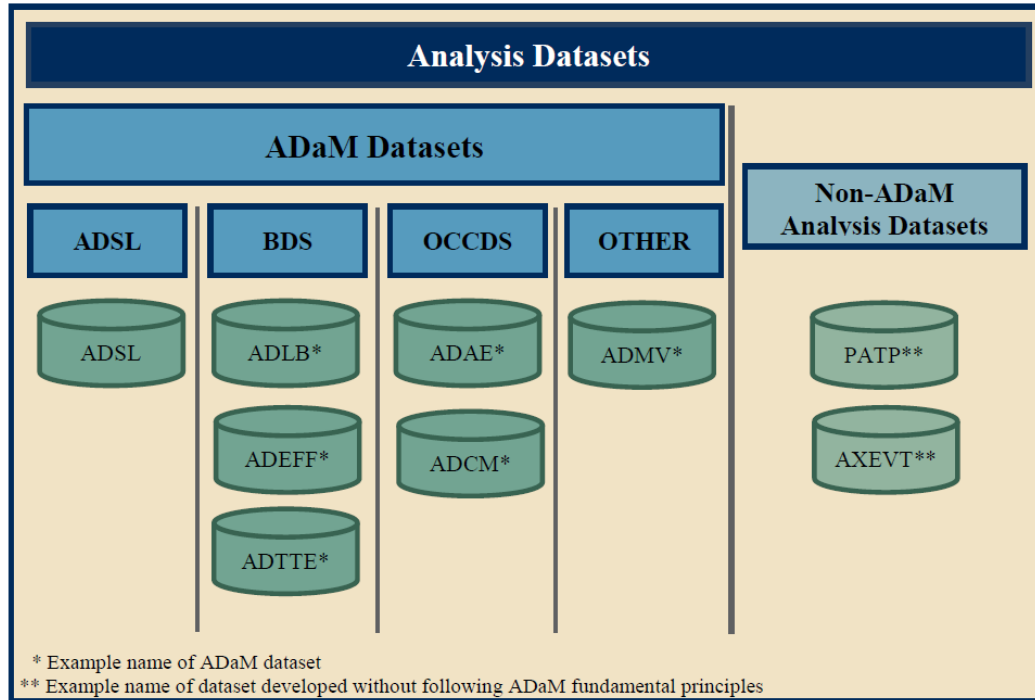 Analysis Datasets
ADaM Datasets
Non-ADaM
Analysis Datasets
ADSL
BDS
OCCDS
OTHER
ADSL
ADLB*
ADAE*
ADMV*
PATP**
ADEFF*
ADCM*
AXEVT**
ADTTE*
* Example name of ADaM dataset
** Example name of dataset developed without following ADaM fundamental principles